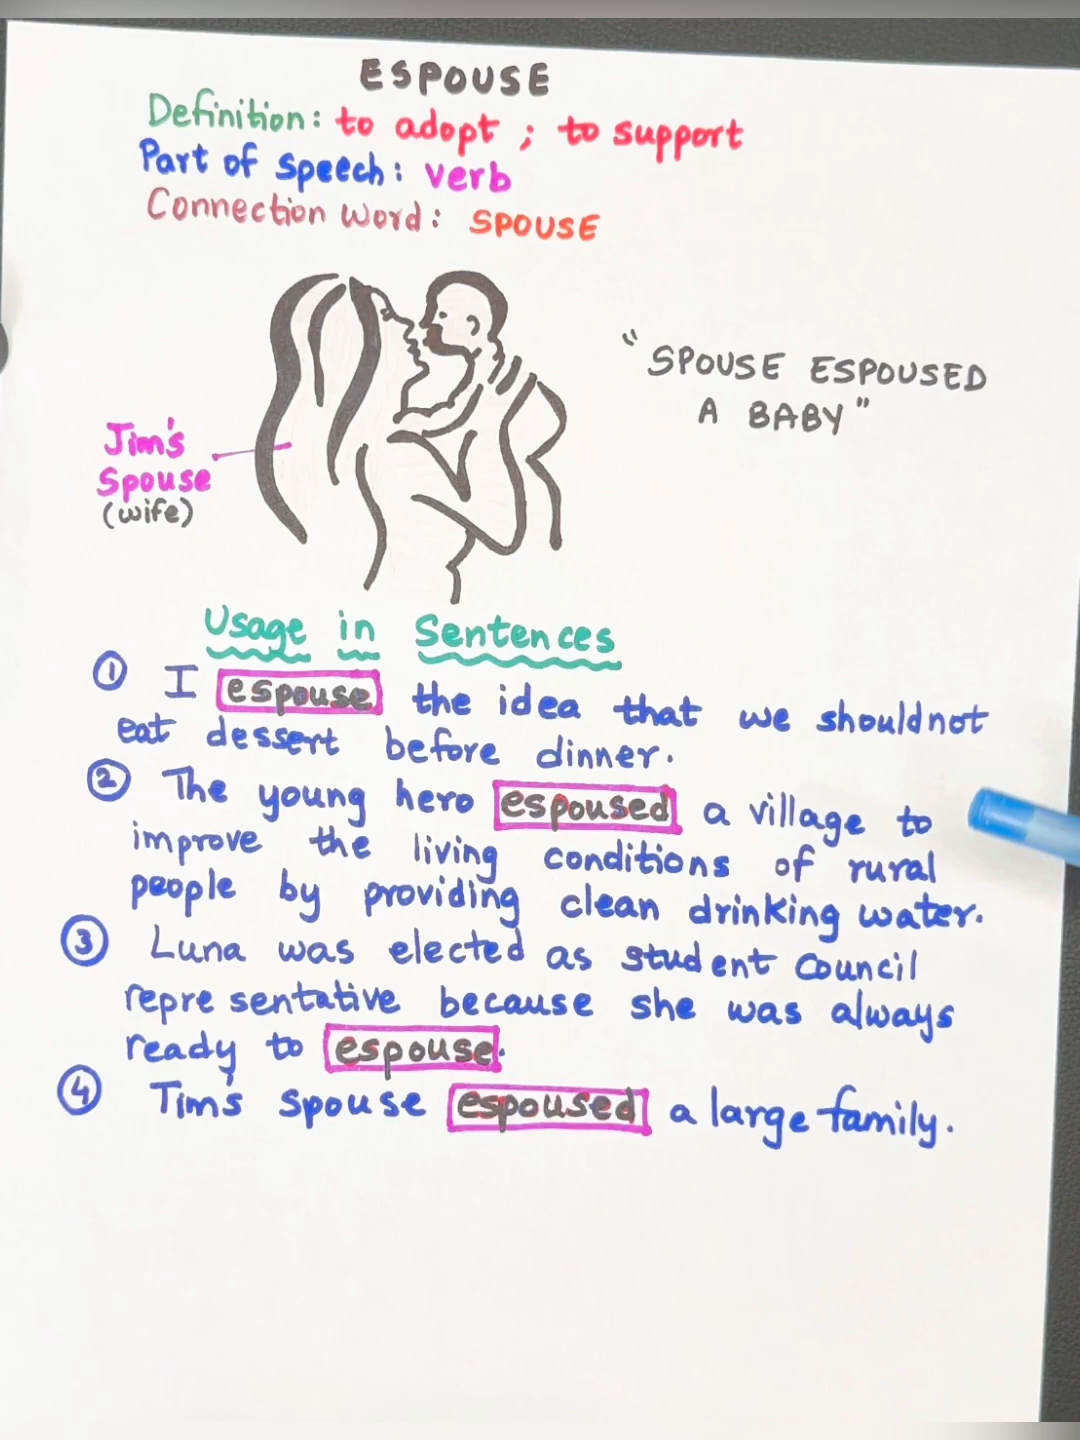 ESPOUSE
Definition: to adopt ; to support
Part of speech: verb
Connection word: SPOUSE
"SPOUSE ESPOUSED
A BABY"
Jim's
Spouse
(wife)
Usage in Sentences
① I espouse the idea that we should not
eat dessert before dinner.
② The young hero espoused a village to
improve the living conditions of rural
people by providing clean drinking water.
③ Luna was elected as student council
representative because she was always
ready to espouse.
④ Tim's spouse espoused a large family.